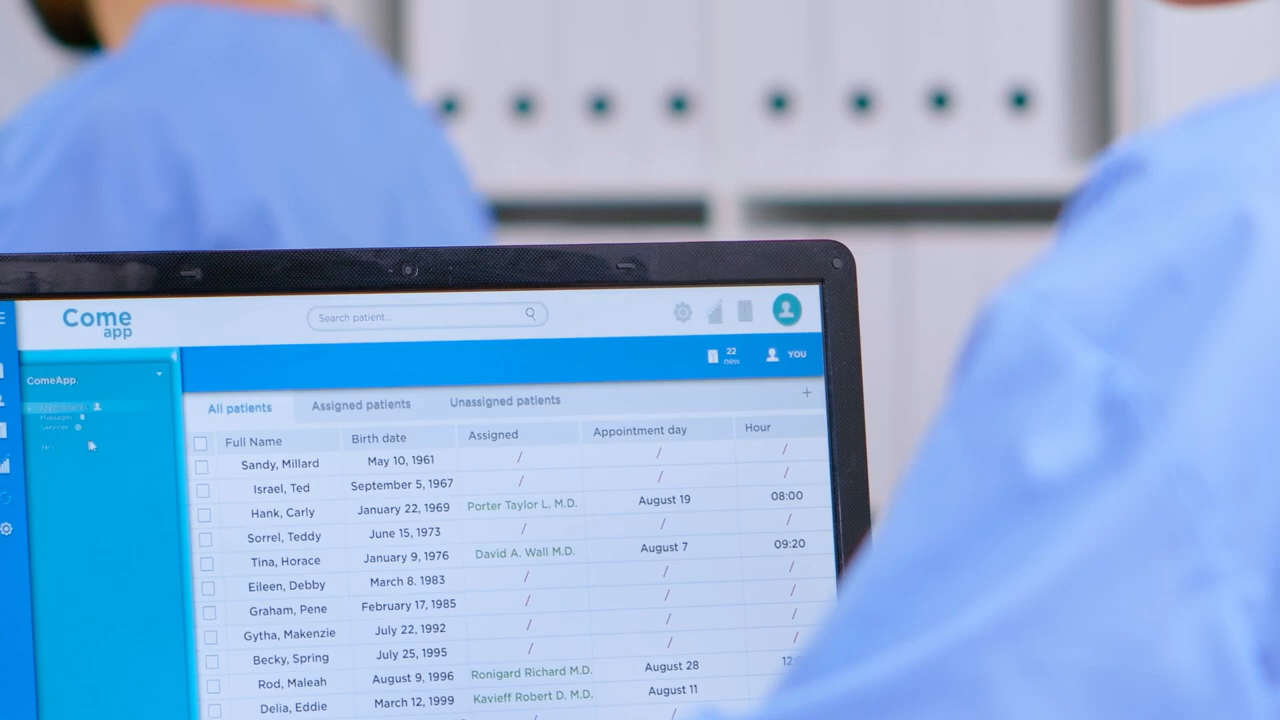 Come
app
Search patient...
22
new
YOU
ComeApp.
Messages
Services
All patients Assigned patients Unassigned patients +
Full Name Birth date Assigned Appointment day Hour
Sandy, Millard May 10, 1961 / / /
Israel, Ted September 5, 1967 / / /
Hank, Carly January 22, 1969 Porter Taylor L. M.D. August 19 08:00
Sorrel, Teddy June 15, 1973 / / /
Tina, Horace January 9, 1976 David A. Wall M.D. August 7 09:20
Eileen, Debby March 8. 1983 / / /
Graham, Pene February 17, 1985 / / /
Gytha, Makenzie July 22, 1992 / / /
Becky, Spring July 25, 1995 / / /
Rod, Maleah August 9, 1996 Ronigard Richard M.D. August 28 12:
Delia, Eddie March 12, 1999 Kavieff Robert D. M.D. August 11
/ /